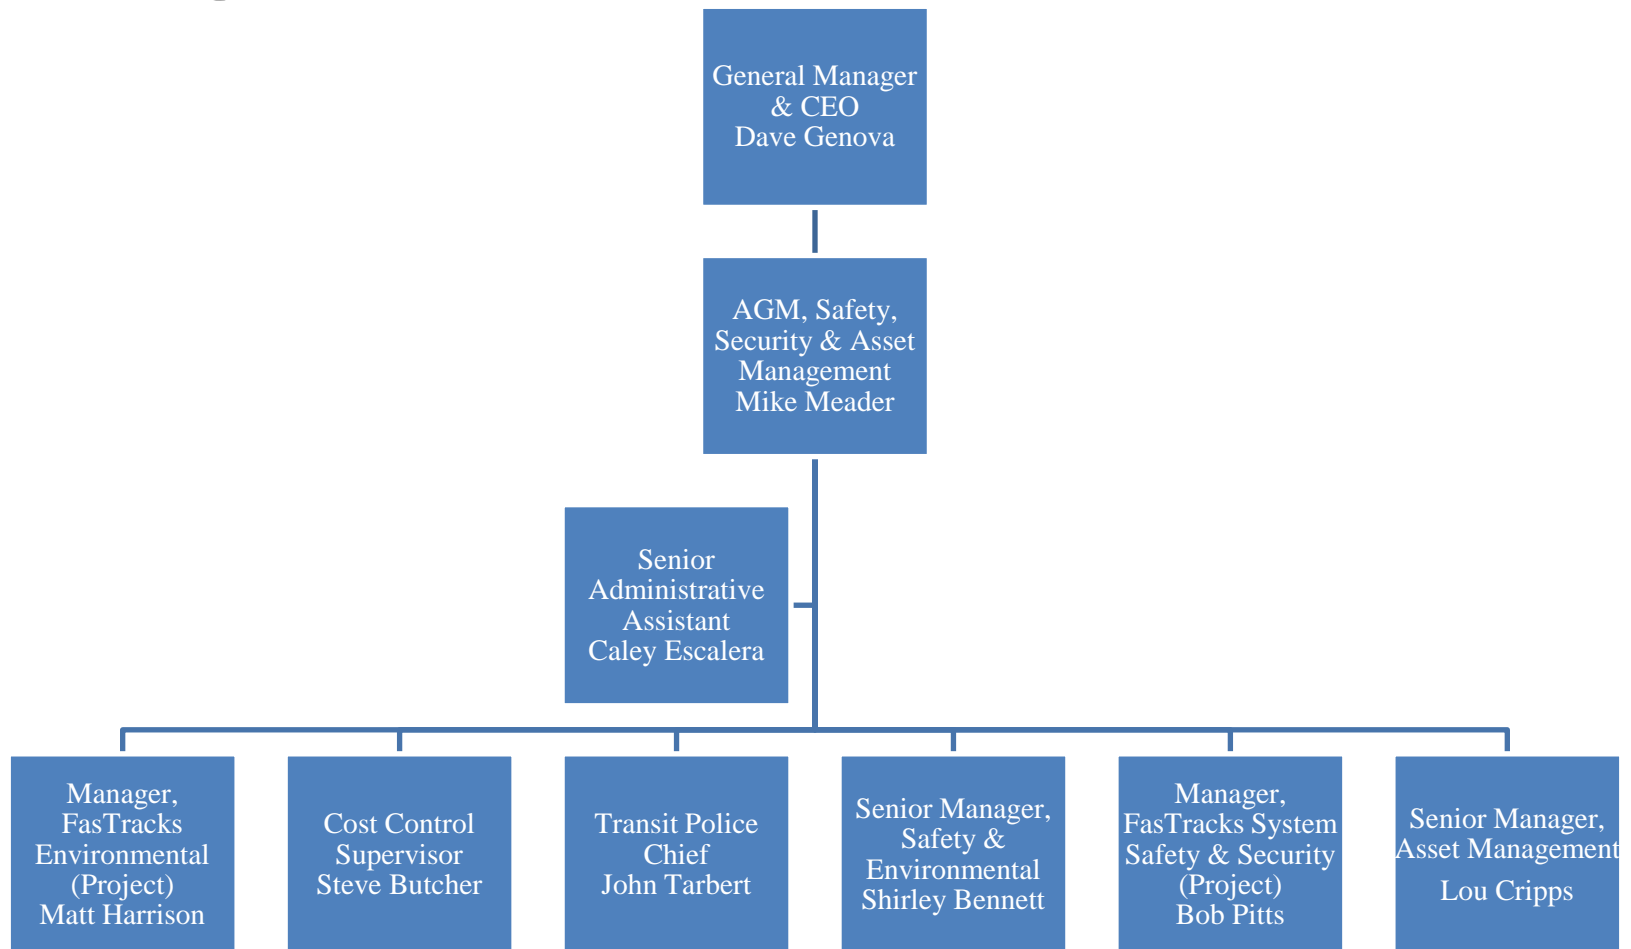 General Manager
& CEO
Dave Genova
AGM, Safety,
Security & Asset
Management
Mike Meader
Senior
Administrative
Assistant
Caley Escalera
Manager,
FasTracks
Environmental
(Project)
Matt Harrison
Cost Control
Supervisor
Steve Butcher
Transit Police
Chief
John Tarbert
Senior Manager,
Safety &
Environmental
Shirley Bennett
Manager,
FasTracks System
Safety & Security
(Project)
Bob Pitts
Senior Manager,
Asset Management
Lou Cripps